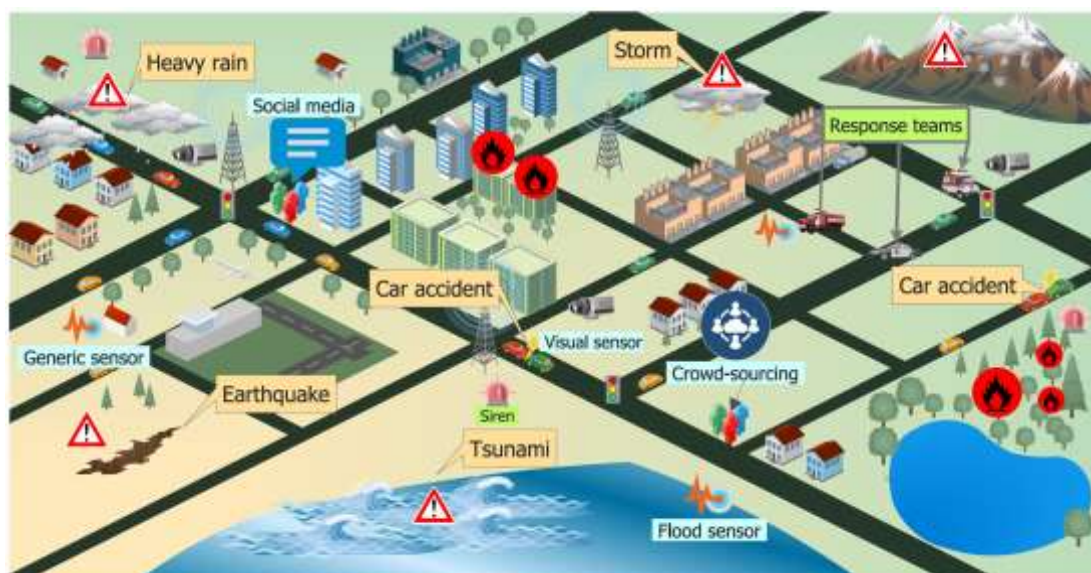 Heavy rain
Storm
Social media
Response teams
Car accident
Car accident
Visual sensor
Generic sensor
Crowd-sourcing
Earthquake
Siren
Tsunami
Flood sensor